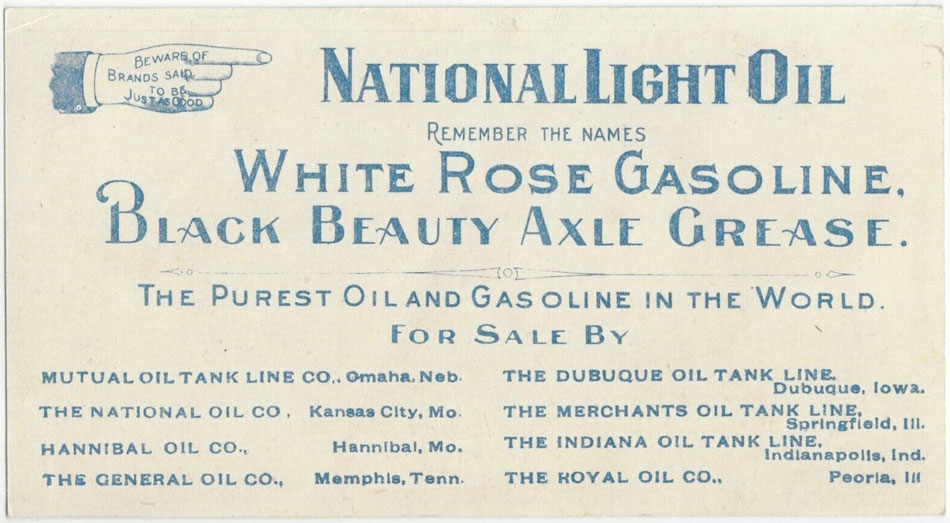 BEWARE OF
BRANDS SAID
TO BE
JUST AS GOOD
NATIONAL LIGHT OIL
REMEMBER THE NAMES
WHITE ROSE GASOLINE,
BLACK BEAUTY AXLE GREASE.
THE PUREST OIL AND GASOLINE IN THE WORLD.
FOR SALE BY
MUTUAL OIL TANK LINE CO., Omaha, Neb.
THE NATIONAL OIL CO, Kansas City, Mo.
HANNIBAL OIL CO., Hannibal, Mo.
THE GENERAL OIL CO., Memphis, Tenn.
THE DUBUQUE OIL TANK LINE,
Dubuque, Iowa.
THE MERCHANTS OIL TANK LINE,
Springfield, Ill.
THE INDIANA OIL TANK LINE,
Indianapolis, Ind.
THE ROYAL OIL CO., Peoria, Ill